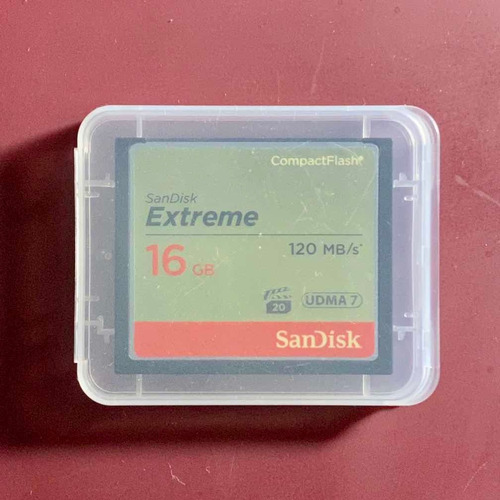 CompactFlash®
SanDisk
Extreme
16 GB
120 MB/s*
20
UDMA 7
SanDisk